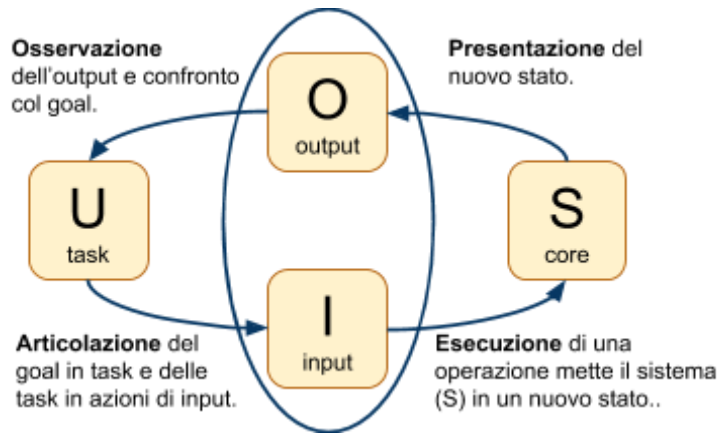 Osservazione
dell'output e confronto
col goal.
Presentazione del
nuovo stato.
O
output
U
task
S
core
I
input
Articolazione del
goal in task e delle
task in azioni di input.
Esecuzione di una
operazione mette il sistema
(S) in un nuovo stato..